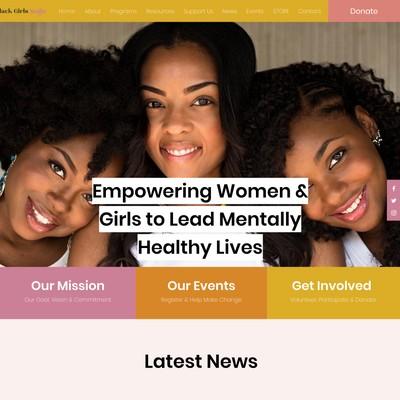 Black Girls Smile
Home About Programs Resources Support Us News Events STORE Contact Donate
Empowering Women &
Girls to Lead Mentally
Healthy Lives
Our Mission Our Events Get Involved
Our Goal, Vision & Commitment Register & Help Make Change Volunteer, Participate & Donate
Latest News